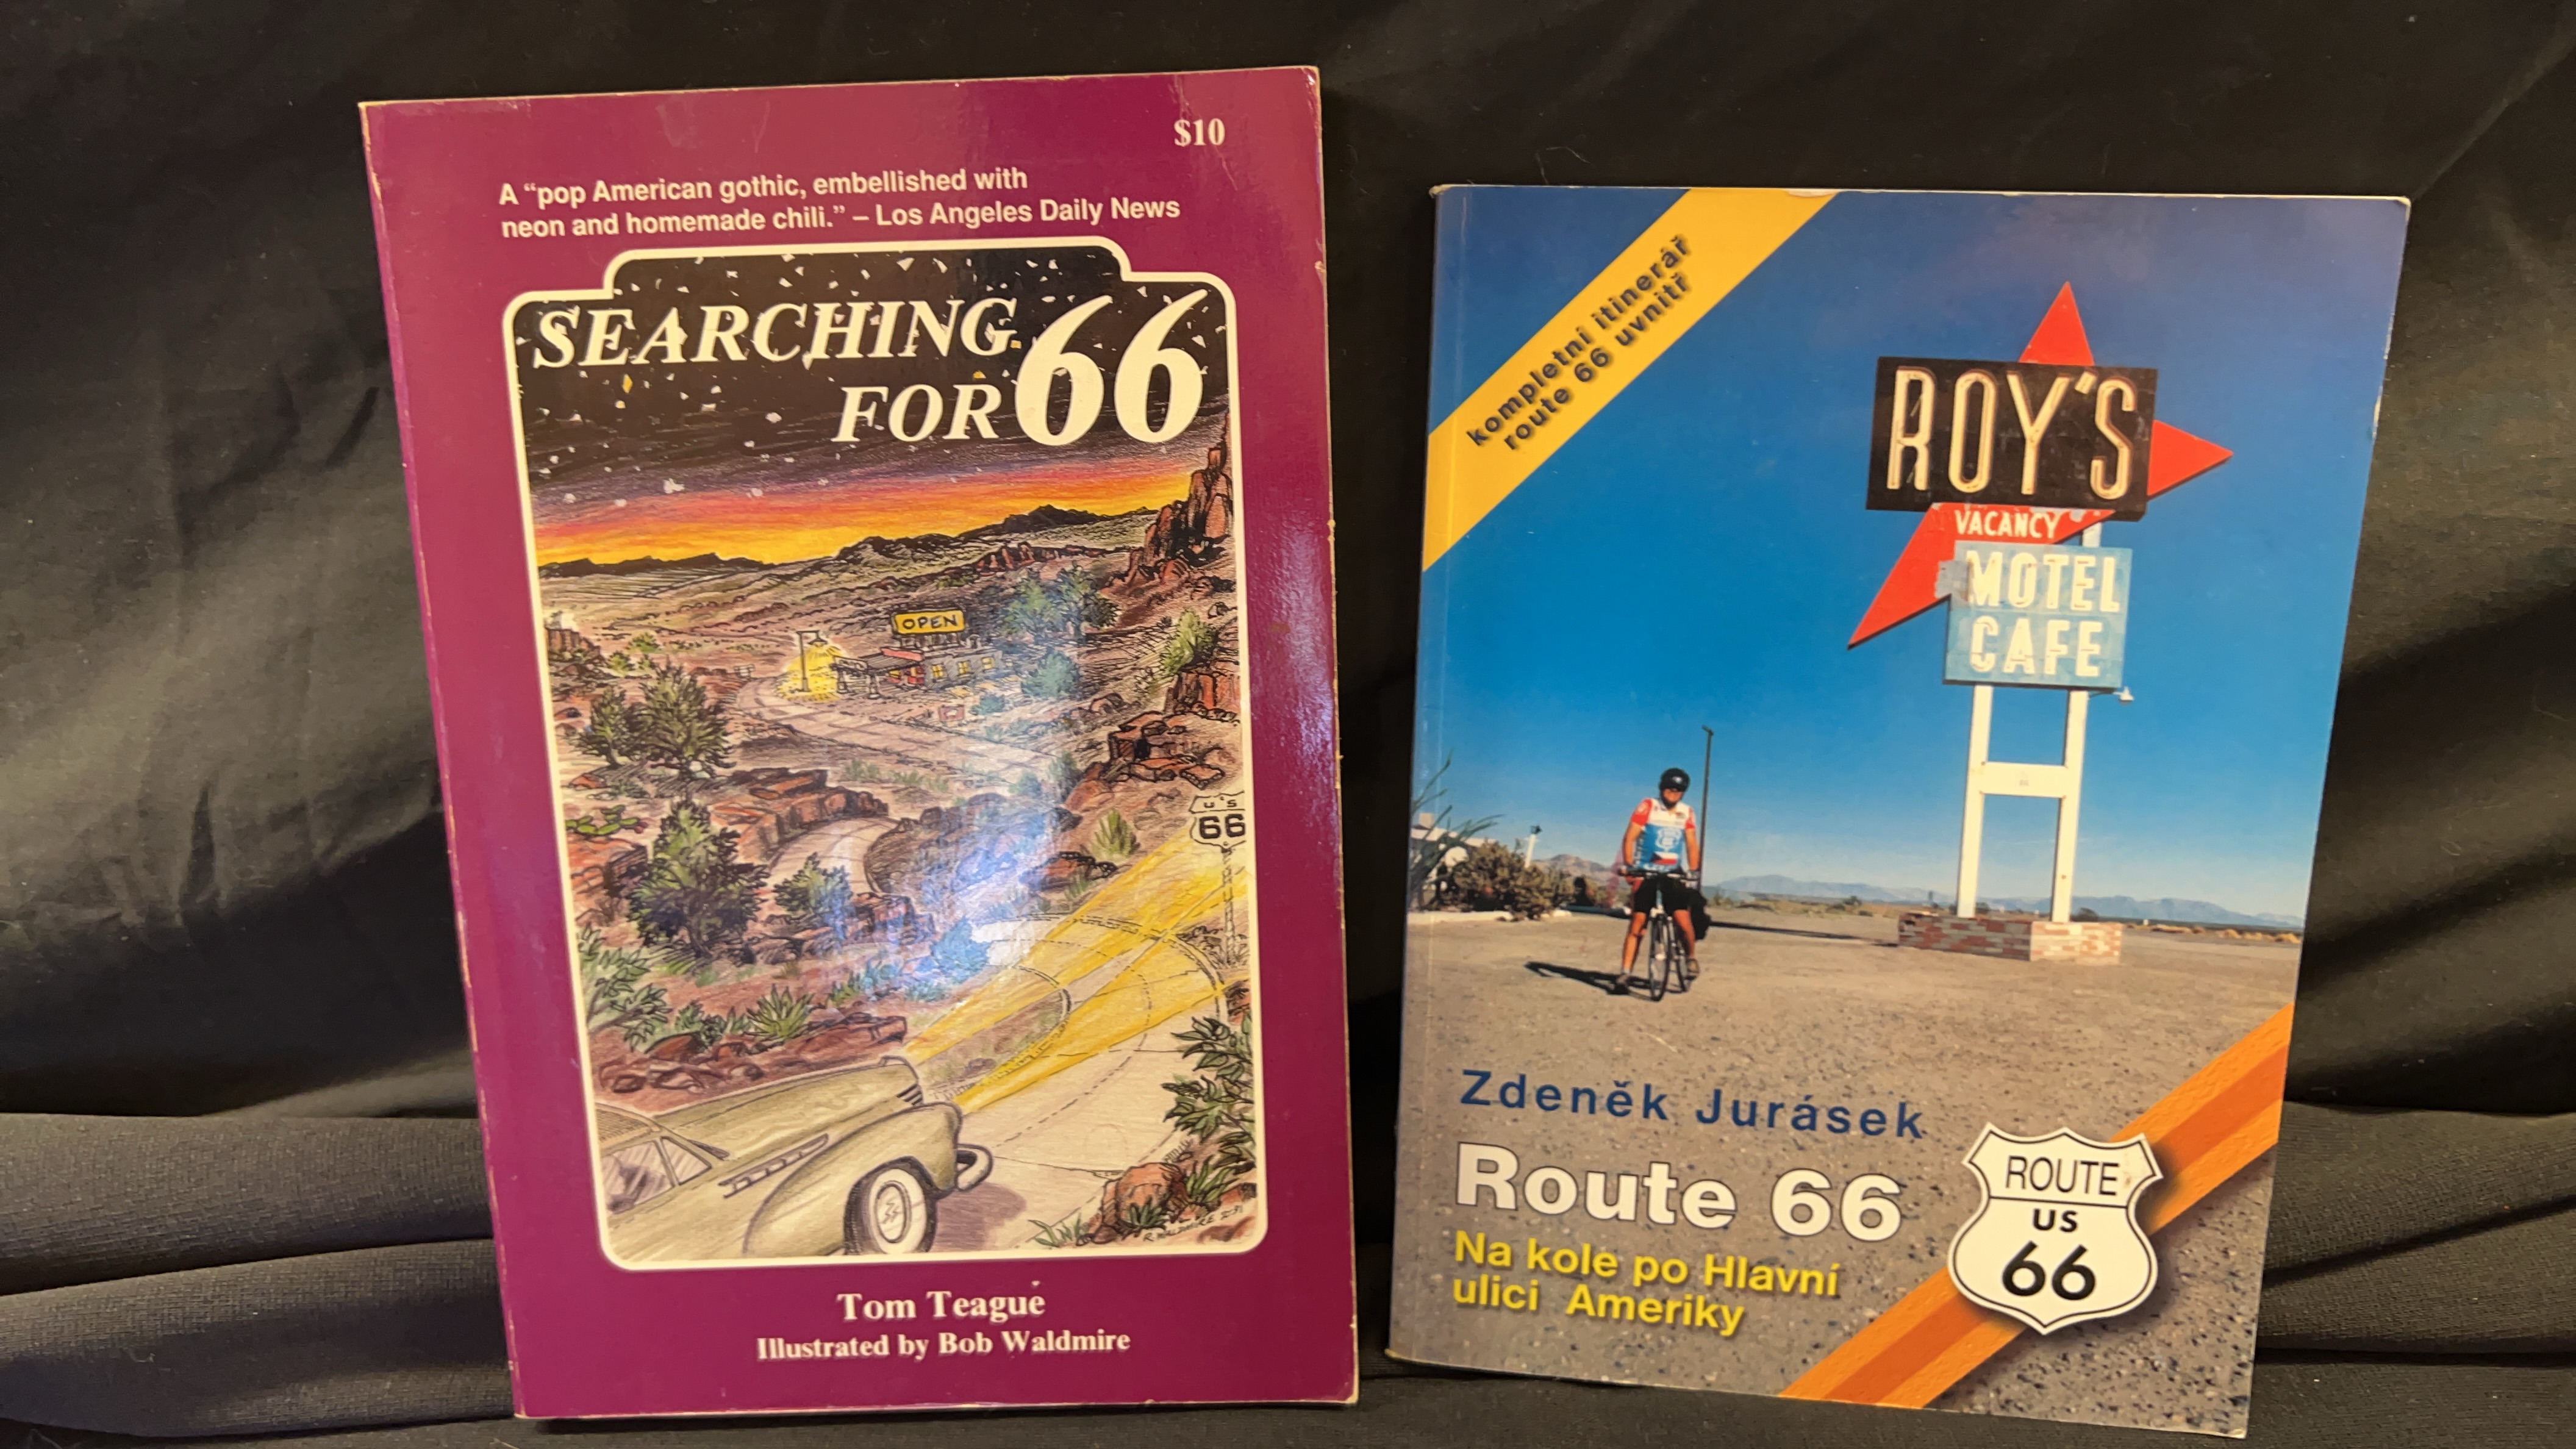 $10
A “pop American gothic, embellished with
neon and homemade chili.” – Los Angeles Daily News
SEARCHING
FOR 66
OPEN
U S
66
Tom Teague
Illustrated by Bob Waldmire
kompletní itinerář
route 66 uvnitř
ROY'S
VACANCY
MOTEL
CAFE
Zdeněk Jurásek
Route 66
Na kole po Hlavní
ulici Ameriky
ROUTE
US
66